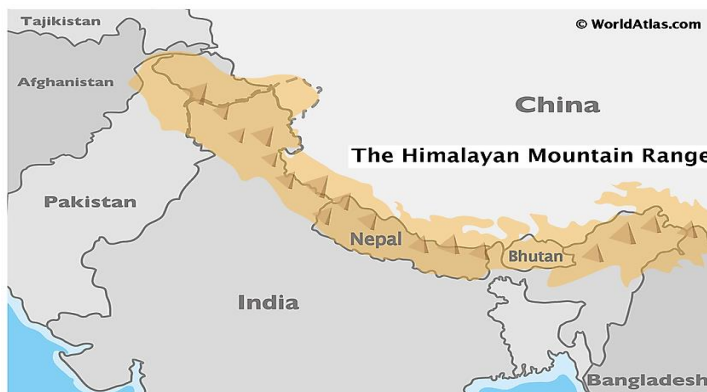 Tajikistan
© WorldAtlas.com
Afghanistan
China
The Himalayan Mountain Range
Pakistan
Nepal
Bhutan
India
Bangladesh